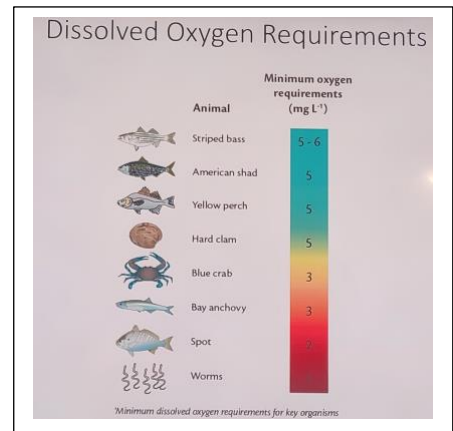 Dissolved Oxygen Requirements
Minimum oxygen
requirements
(mg L⁻¹)
Animal
Striped bass 5 - 6
American shad 5
Yellow perch 5
Hard clam 5
Blue crab 3
Bay anchovy 3
Spot
Worms
Minimum dissolved oxygen requirements for key organisms